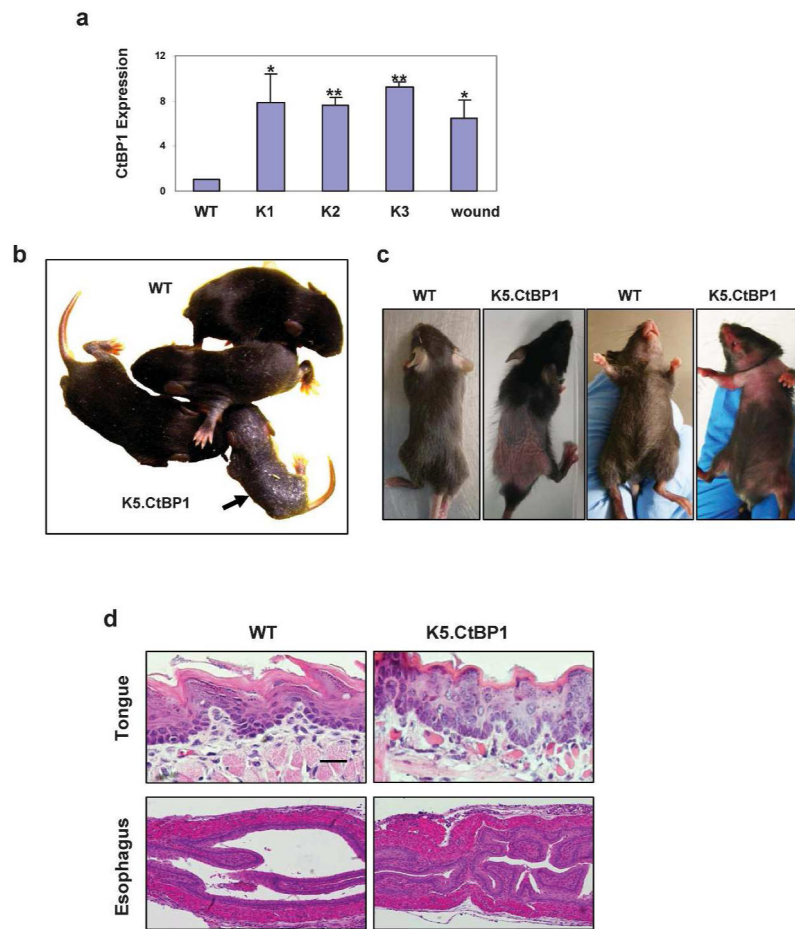 a
CtBP1 Expression
12
8
4
0
*
**
**
*
WT
K1
K2
K3
wound
b
WT
K5.CtBP1
c
WT
K5.CtBP1
WT
K5.CtBP1
d
WT
K5.CtBP1
Tongue
Esophagus